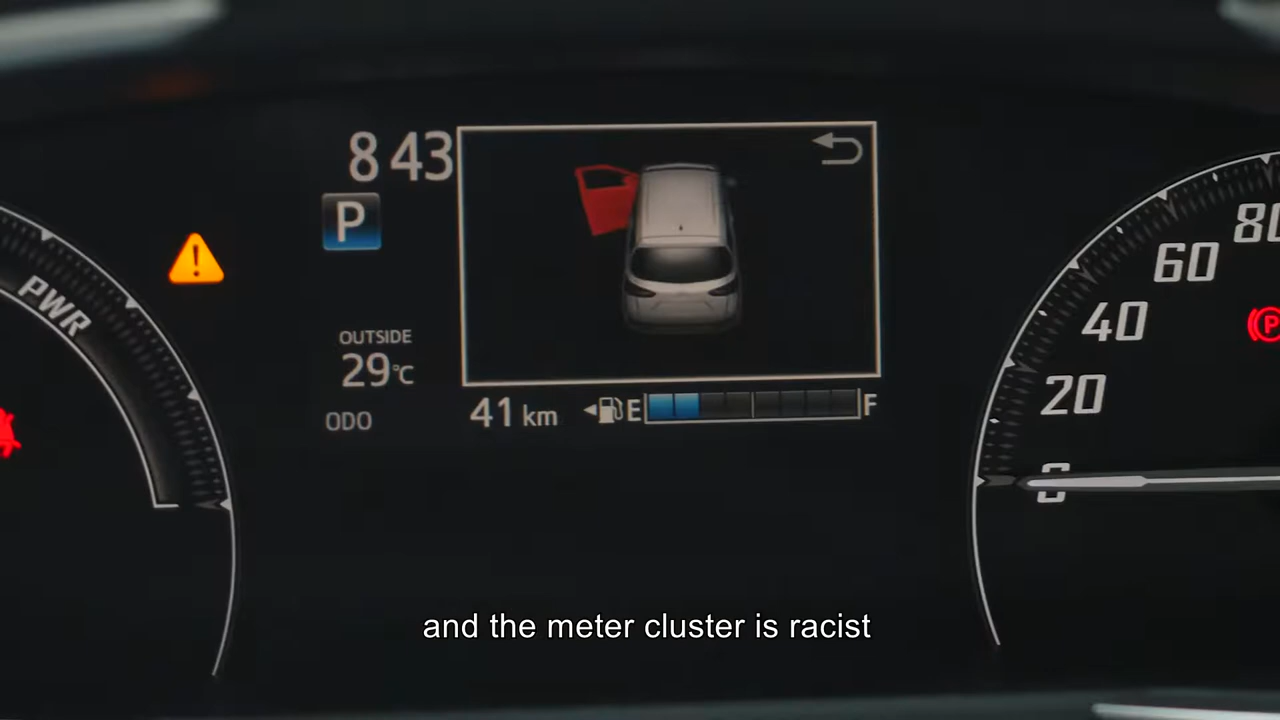 8 43
P
PWR
OUTSIDE
29°C
ODO
41 km
E
F
80
60
40
20
0
P
and the meter cluster is racist